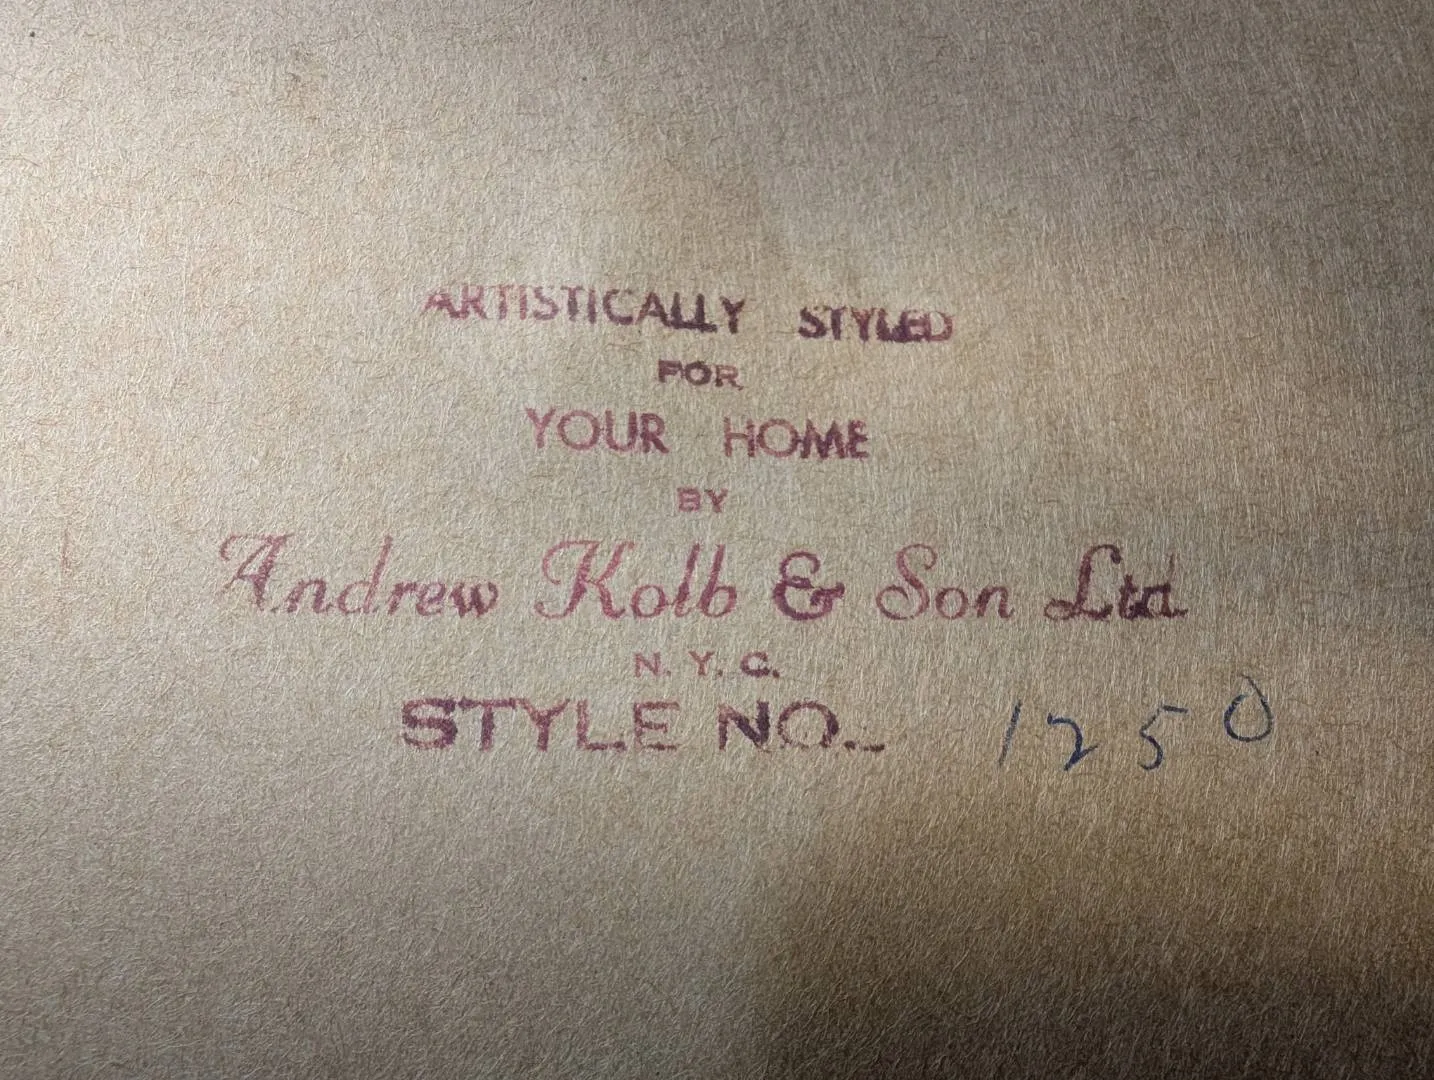 ARTISTICALLY STYLED
FOR
YOUR HOME
BY
Andrew Kolb & Son Ltd.
N. Y. C.
STYLE NO. 1250